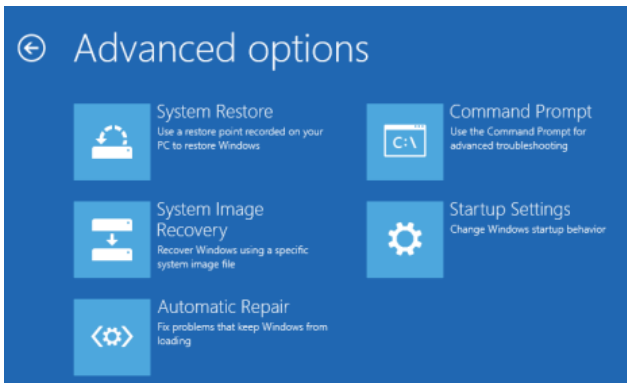 Advanced options
System Restore
Use a restore point recorded on your
PC to restore Windows
Command Prompt
Use the Command Prompt for
advanced troubleshooting
C:\
System Image
Recovery
Recover Windows using a specific
system image file
Startup Settings
Change Windows startup behavior
Automatic Repair
Fix problems that keep Windows from
loading